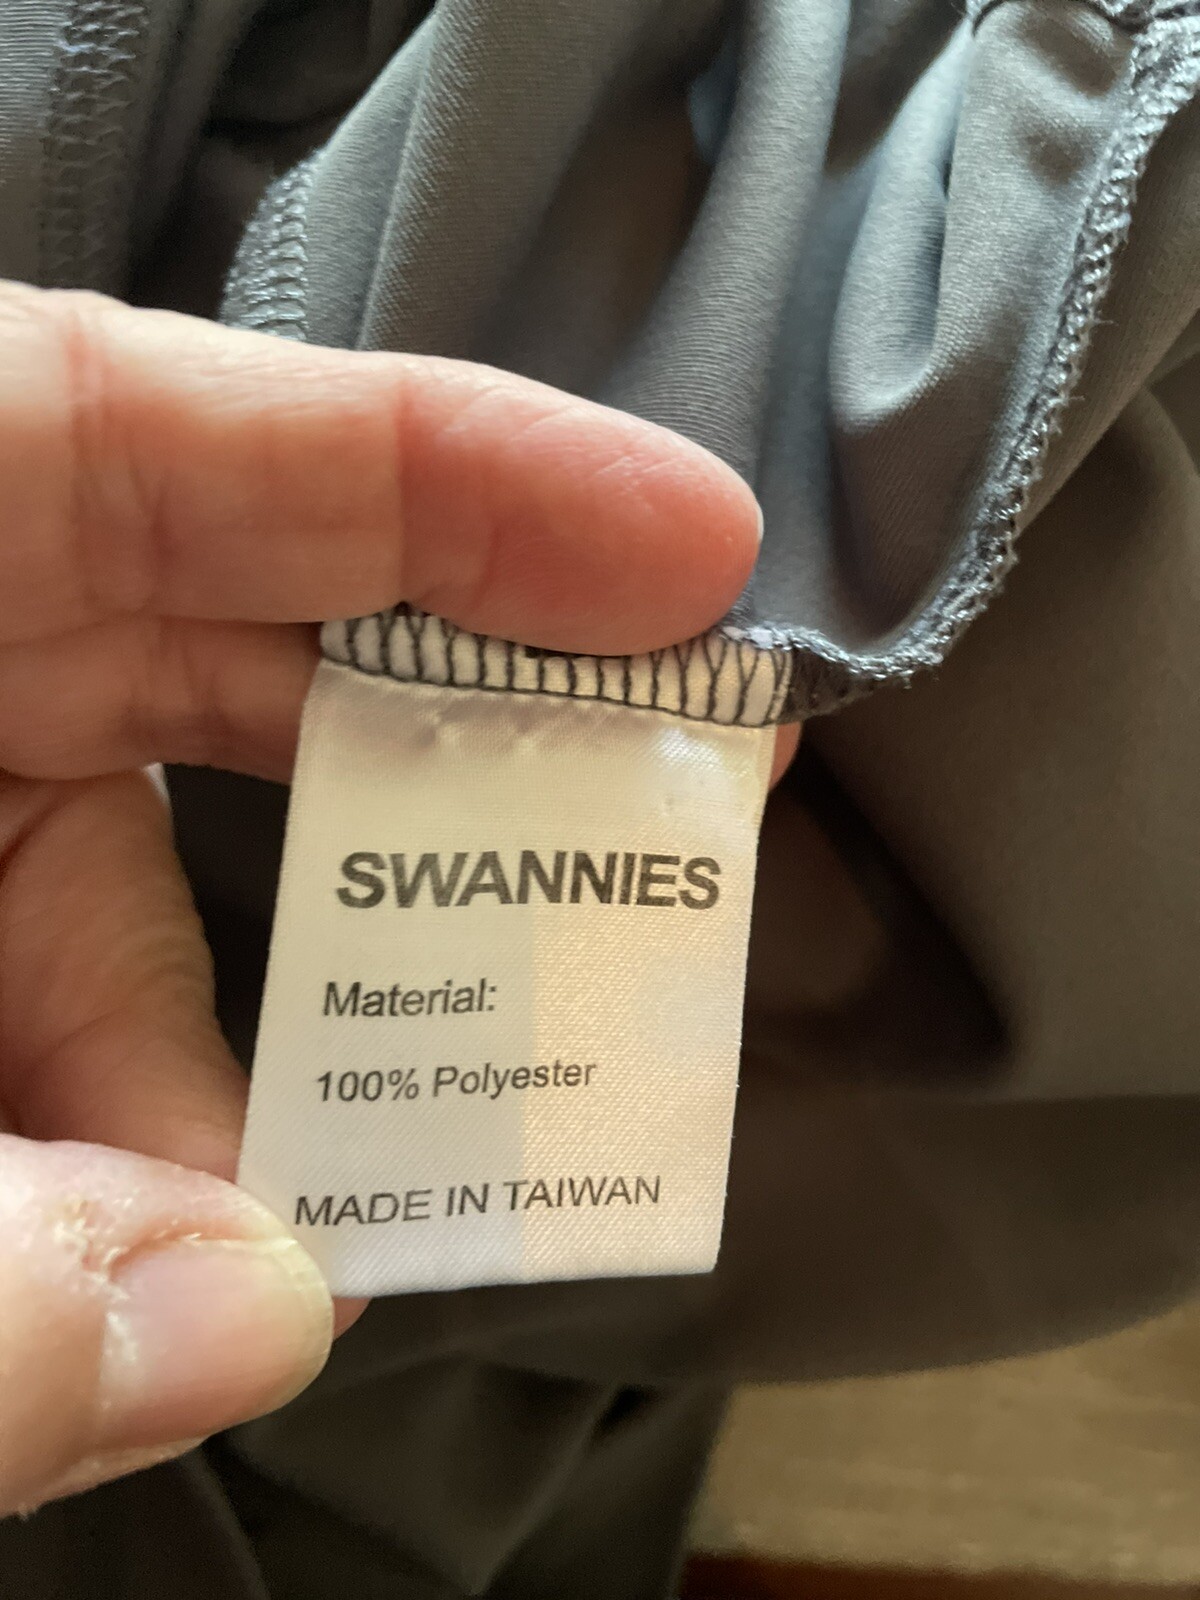 SWANNIES
Material:
100% Polyester
MADE IN TAIWAN